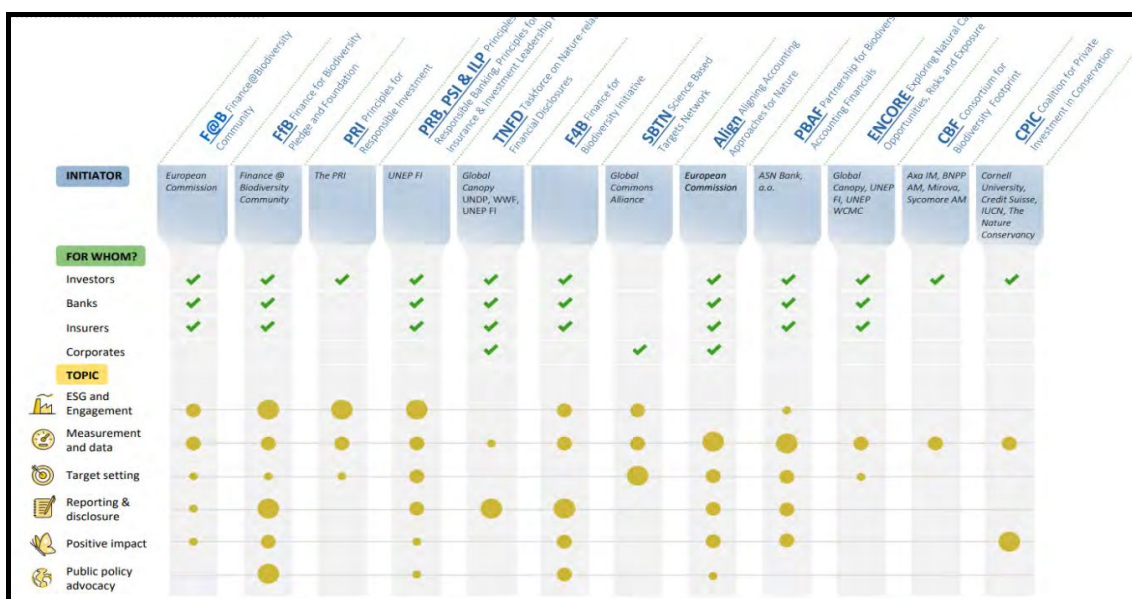 F@B Finance@Biodiversity
Community
FfB Finance for Biodiversity
Pledge and Foundation
PRI Principles for
Responsible Investment
PRB, PSI & ILP Principles
Responsible Banking, Principles for
Insurance & Investment Leadership
TNFD Taskforce on Nature-rela
Financial Disclosures
F4B Finance for
Biodiversity Initiative
SBTN Science Based
Targets Network
Align Aligning Accounting
Approaches for Nature
PBAF Partnership for Biodivers
Accounting Financials
ENCORE Exploring Natural Ca
Opportunities, Risks and Exposure
CBF Consortium for
Biodiversity Footprint
CPIC Coalition for Private
Investment in Conservation
INITIATOR
European
Commission
Finance @
Biodiversity
Community
The PRI
UNEP FI
Global
Canopy
UNDP, WWF,
UNEP FI
Global
Commons
Alliance
European
Commission
ASN Bank,
a.o.
Global
Canopy, UNEP
FI, UNEP
WCMC
Axa IM, BNPP
AM, Mirova,
Sycomore AM
Cornell
University,
Credit Suisse,
IUCN, The
Nature
Conservancy
FOR WHOM?
Investors
Banks
Insurers
Corporates
TOPIC
ESG and
Engagement
Measurement
and data
Target setting
Reporting &
disclosure
Positive impact
Public policy
advocacy